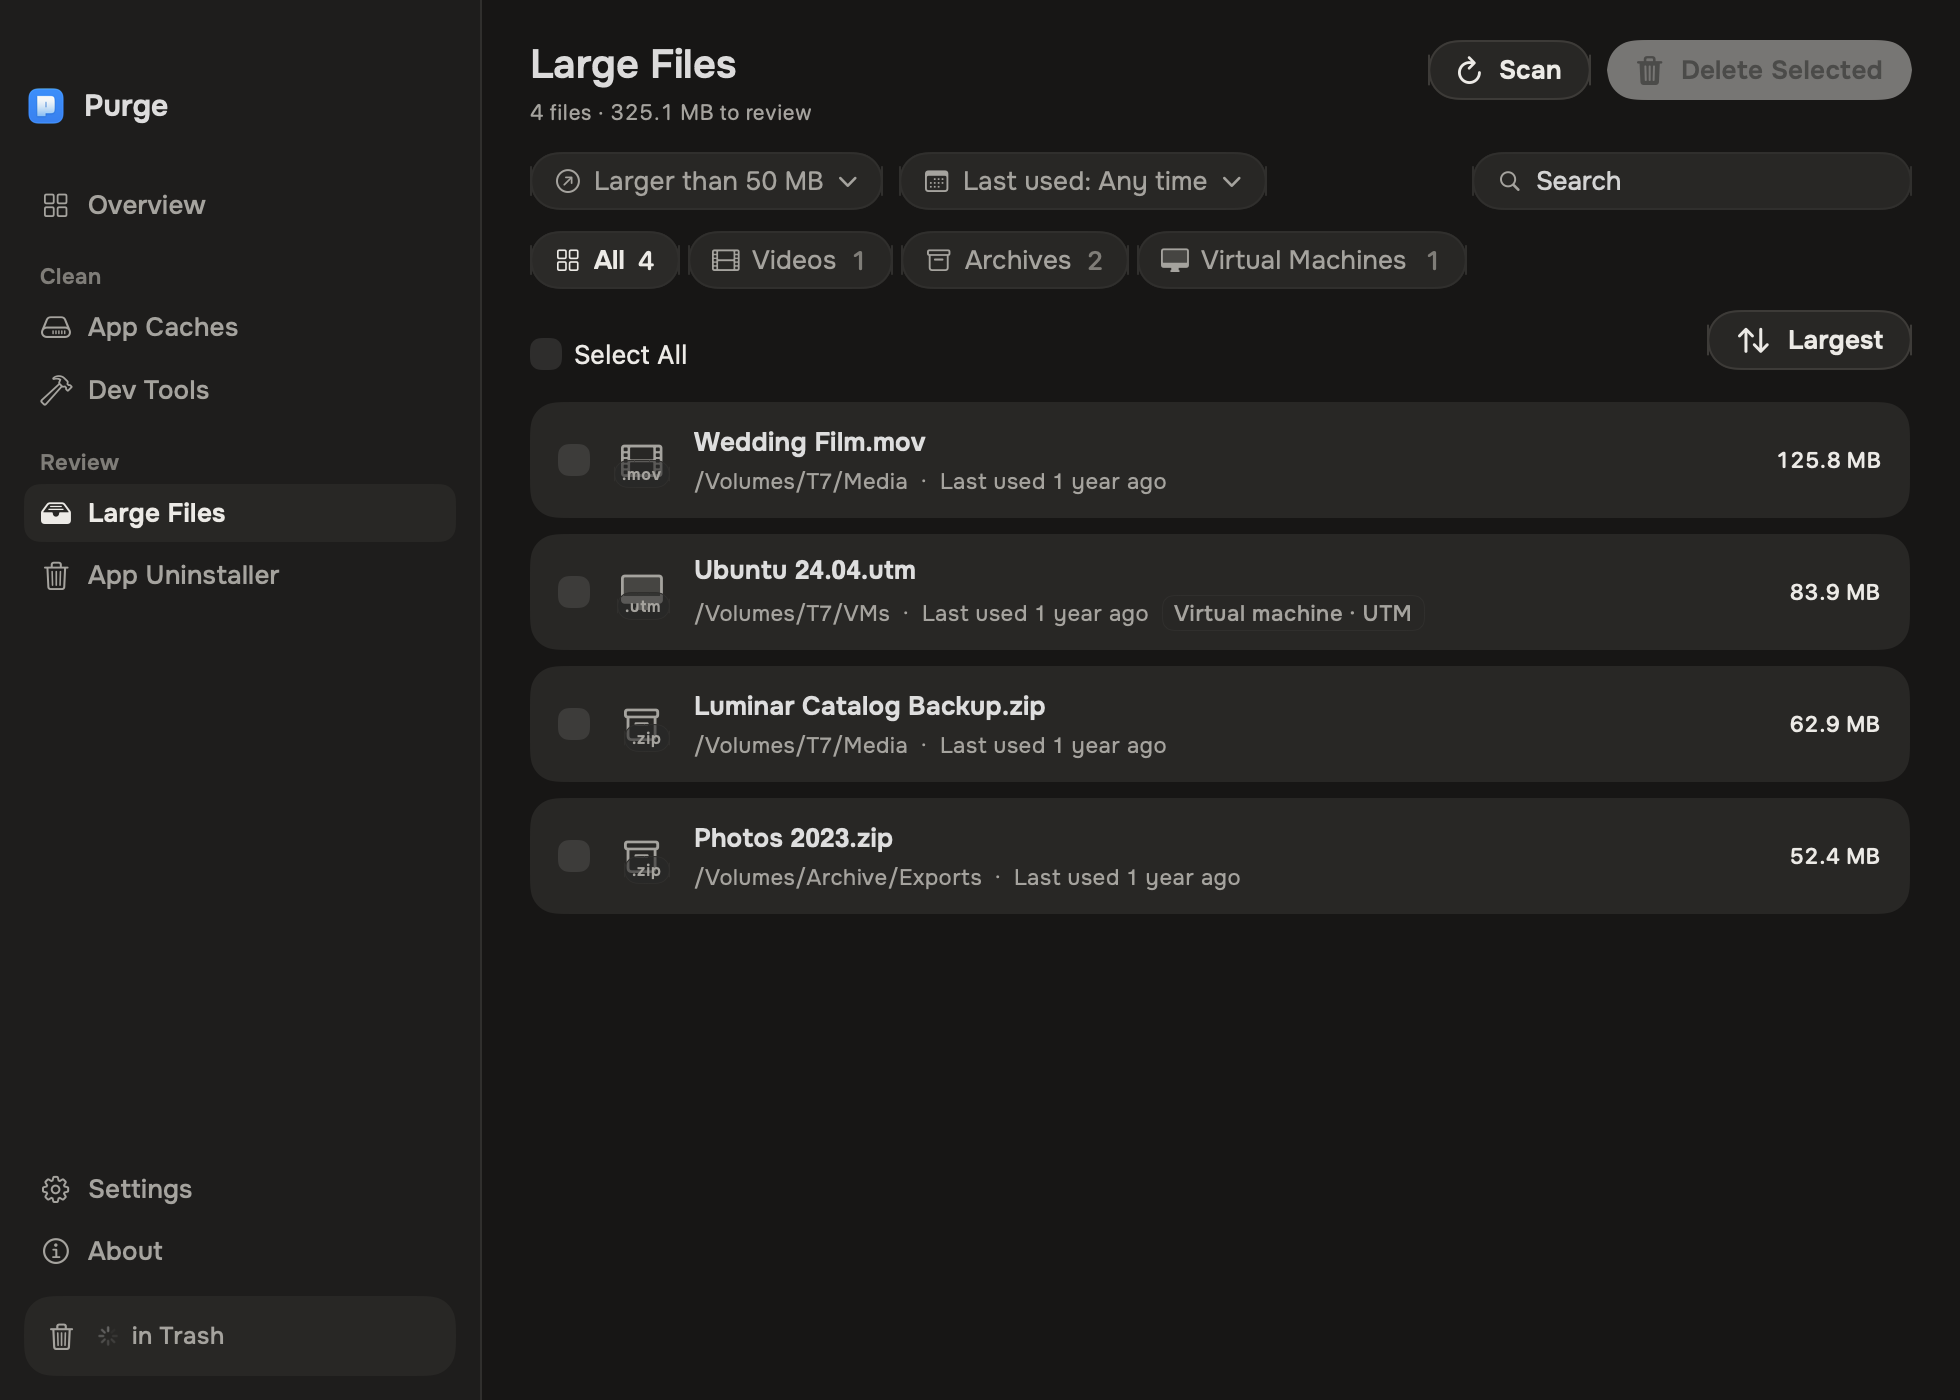 Purge
Overview
Clean
App Caches
Dev Tools
Review
Large Files
App Uninstaller
Settings
About
in Trash
Large Files
4 files · 325.1 MB to review
Scan
Delete Selected
Larger than 50 MB
Last used: Any time
Search
All 4
Videos 1
Archives 2
Virtual Machines 1
Select All
Largest
.mov
Wedding Film.mov
/Volumes/T7/Media · Last used 1 year ago
125.8 MB
.utm
Ubuntu 24.04.utm
/Volumes/T7/VMs · Last used 1 year ago Virtual machine · UTM
83.9 MB
.zip
Luminar Catalog Backup.zip
/Volumes/T7/Media · Last used 1 year ago
62.9 MB
.zip
Photos 2023.zip
/Volumes/Archive/Exports · Last used 1 year ago
52.4 MB